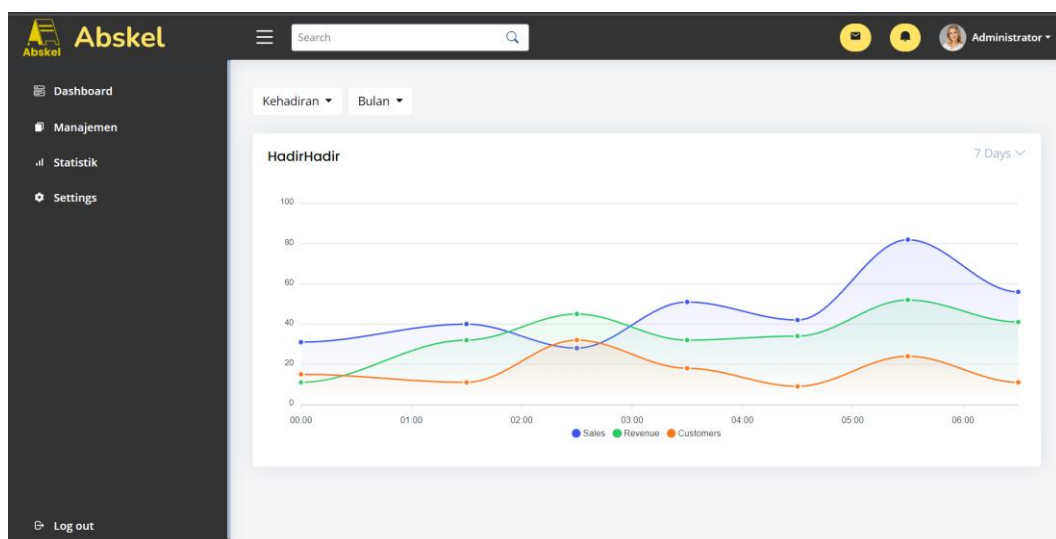 Abskel
Abskel
Search
Administrator
Dashboard
Manajemen
Statistik
Settings
Log out
Kehadiran
Bulan
HadirHadir
7 Days
100
80
60
40
20
0
00:00 01:00 02:00 03:00 04:00 05:00 06:00
Sales Revenue Customers